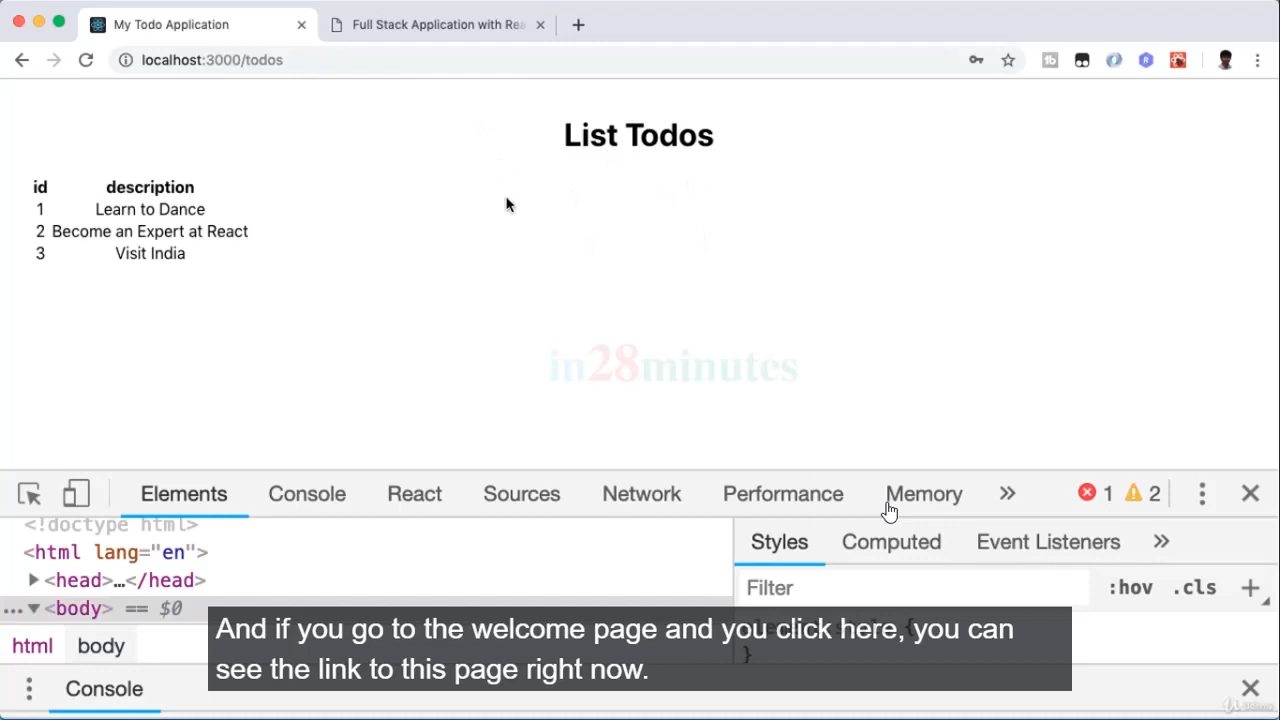 My Todo Application
Full Stack Application with Rea
localhost:3000/todos
List Todos
id description
1 Learn to Dance
2 Become an Expert at React
3 Visit India
in28minutes
Elements Console React Sources Network Performance Memory » 1 2
<!doctype html>
<html lang="en">
<head>…</head>
… <body> == $0
html body
Styles Computed Event Listeners »
Filter :hov .cls +
}
And if you go to the welcome page and you click here, you can
see the link to this page right now.
Console